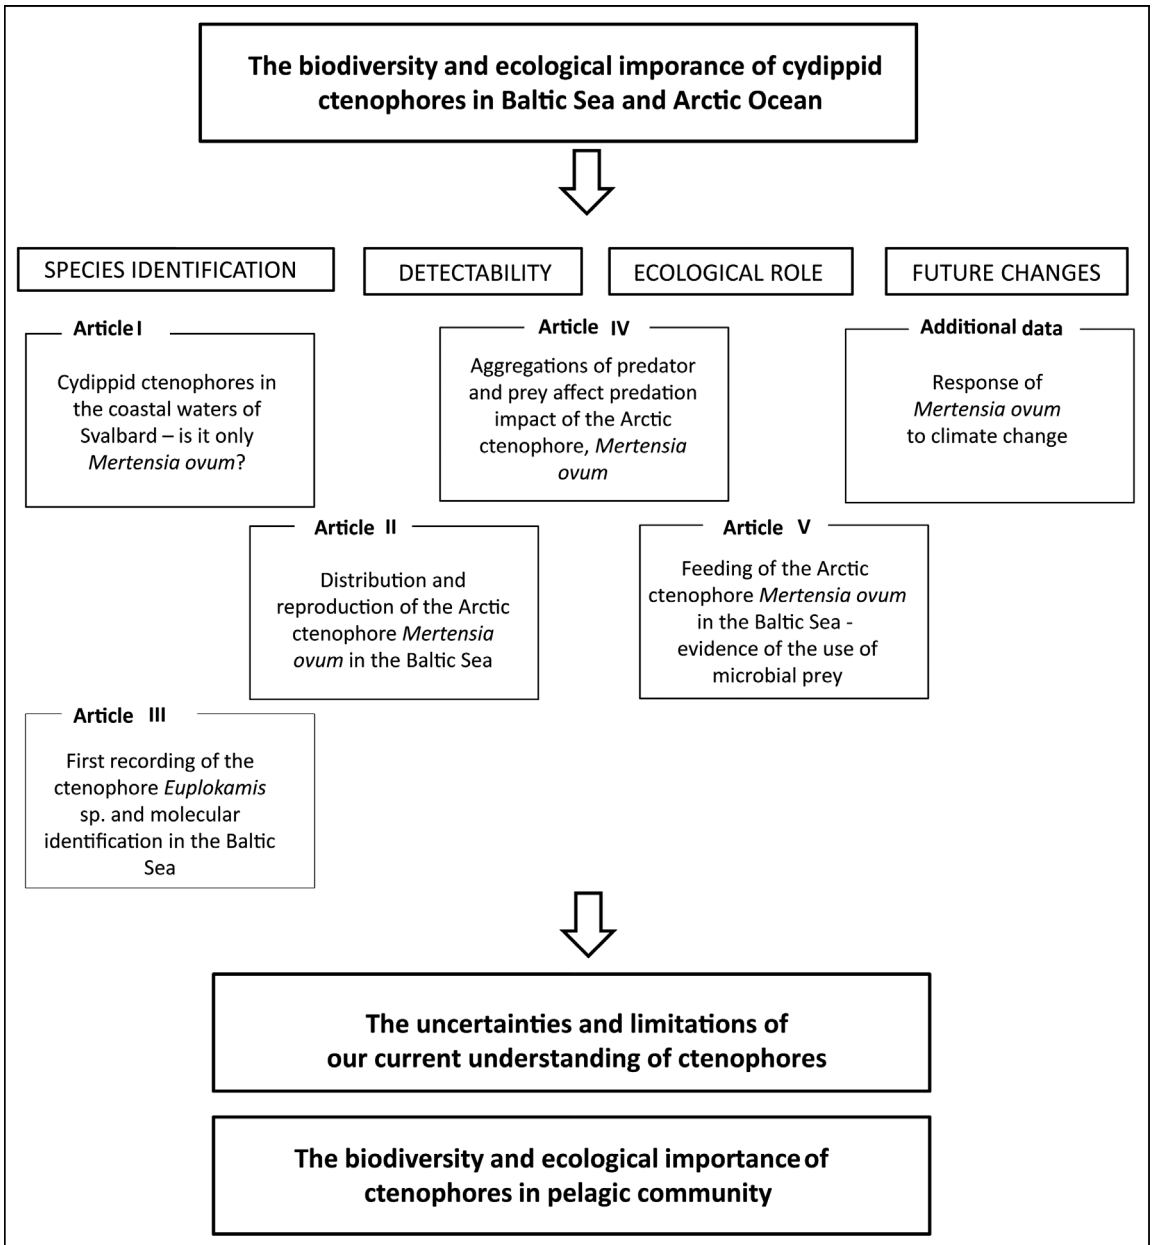 The biodiversity and ecological imporance of cydippid
ctenophores in Baltic Sea and Arctic Ocean
SPECIES IDENTIFICATION
DETECTABILITY
ECOLOGICAL ROLE
FUTURE CHANGES
Article I
Cydippid ctenophores in
the coastal waters of
Svalbard – is it only
Mertensia ovum?
Article IV
Aggregations of predator
and prey affect predation
impact of the Arctic
ctenophore, Mertensia
ovum
Additional data
Response of
Mertensia ovum
to climate change
Article II
Distribution and
reproduction of the Arctic
ctenophore Mertensia
ovum in the Baltic Sea
Article V
Feeding of the Arctic
ctenophore Mertensia ovum
in the Baltic Sea -
evidence of the use of
microbial prey
Article III
First recording of the
ctenophore Euplokamis
sp. and molecular
identification in the Baltic
Sea
The uncertainties and limitations of
our current understanding of ctenophores
The biodiversity and ecological importance of
ctenophores in pelagic community